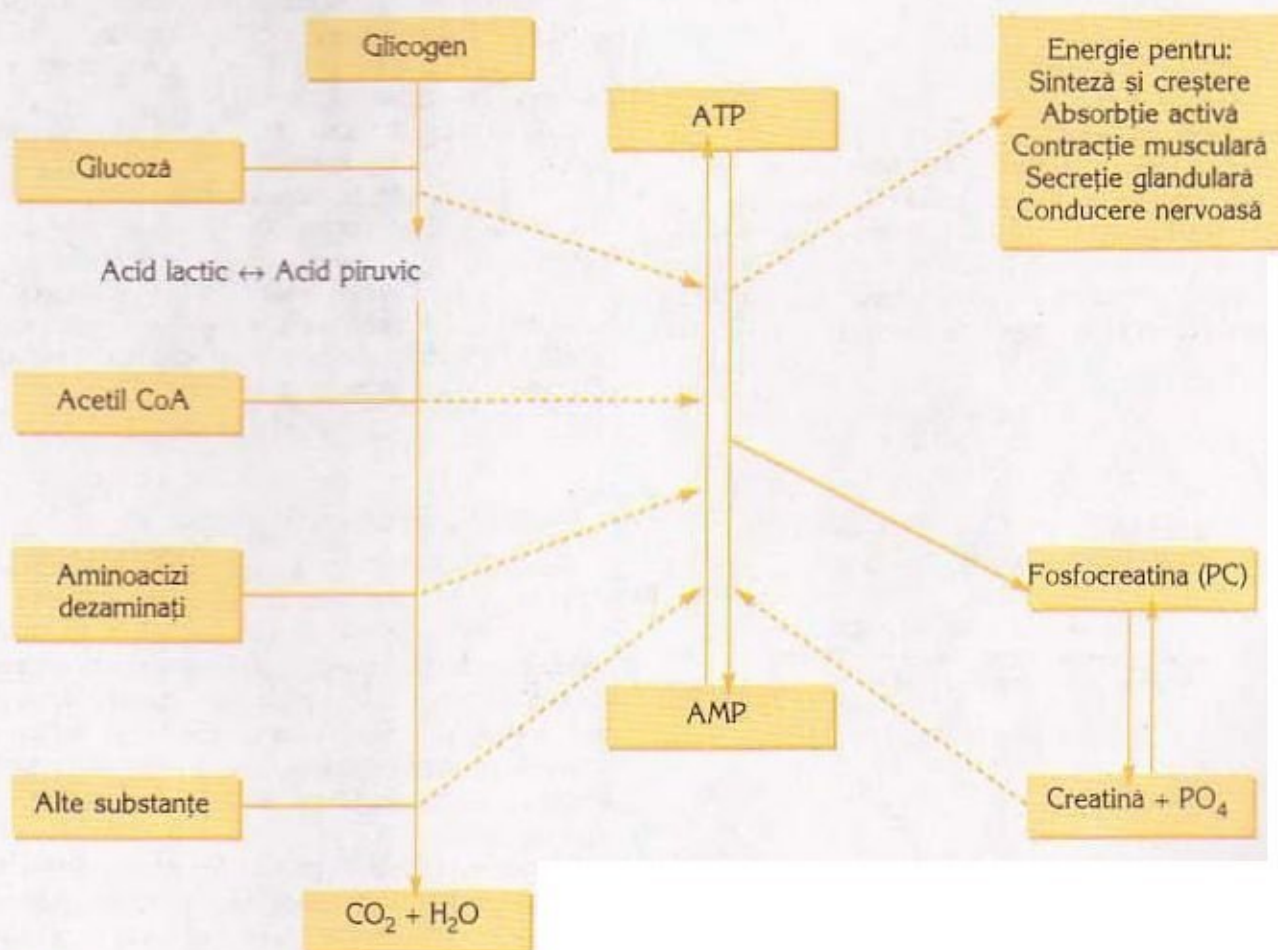 Glicogen
Glucoză
Acid lactic ↔ Acid piruvic
Acetil CoA
Aminoacizi
dezaminați
Alte substanțe
CO₂ + H₂O
ATP
AMP
Energie pentru:
Sinteză și creștere
Absorbție activă
Contracție musculară
Secreție glandulară
Conducere nervoasă
Fosfocreatina (PC)
Creatină + PO₄